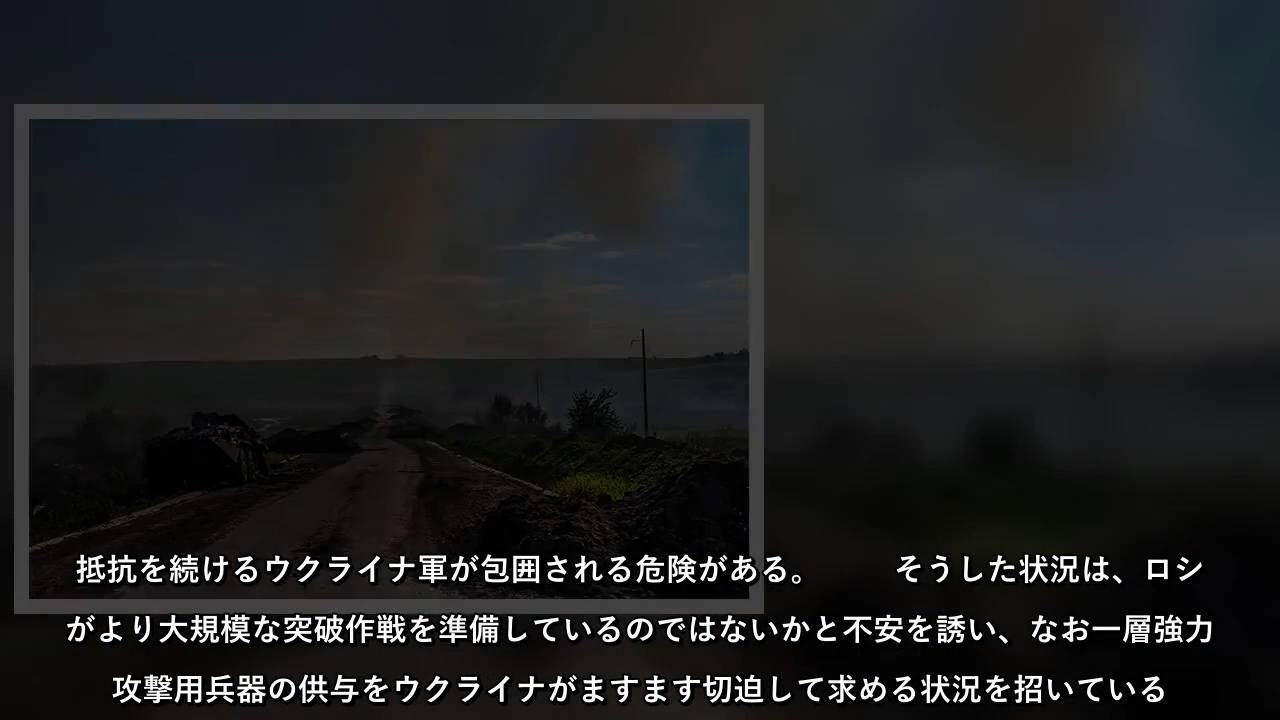 抵抗を続けるウクライナ軍が包囲される危険がある。　　そうした状況は、ロシ
がより大規模な突破作戦を準備しているのではないかと不安を誘い、なお一層強力
攻撃用兵器の供与をウクライナがますます切迫して求める状況を招いている